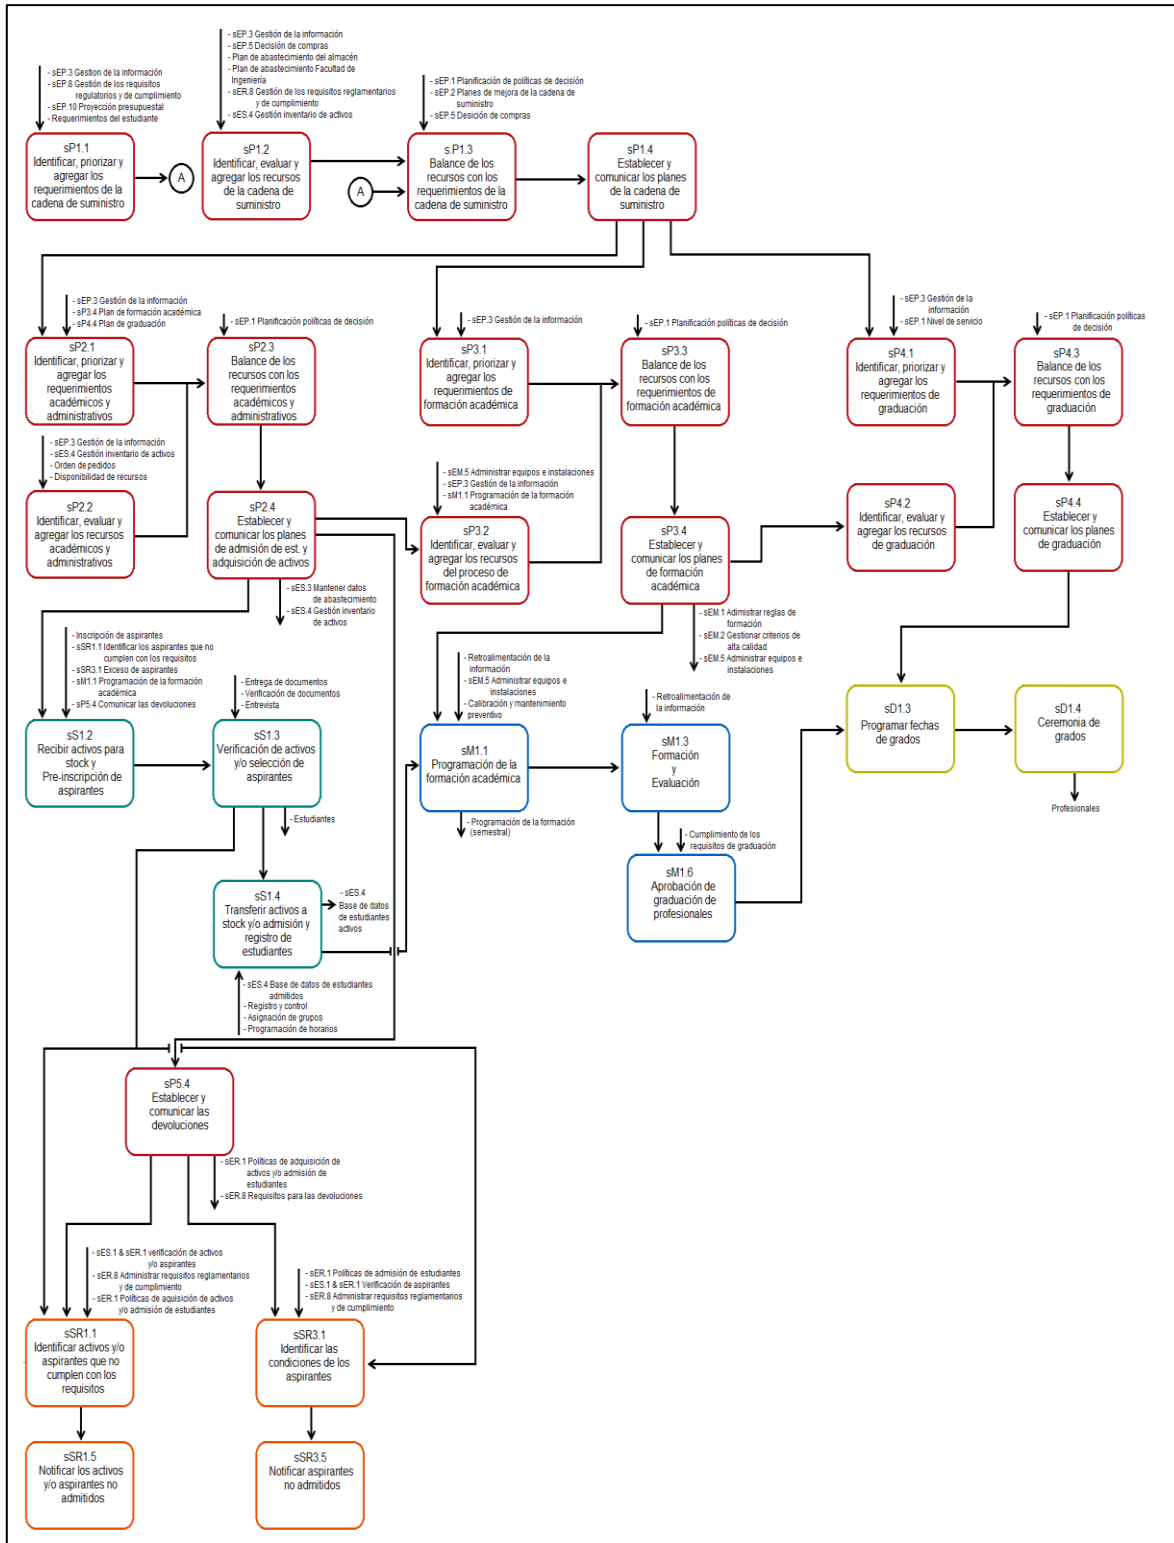 - sEP.3 Gestion de la información
- sEP.8 Gestión de los requisitos
regulatorios y de cumplimiento
- sEP.10 Proyección presupuestal
- Requerimientos del estudiante
- sEP.3 Gestión de la información
- sEP.5 Decisión de compras
- Plan de abastecimiento del almacén
- Plan de abastecimiento Facultad de
Ingeniería
- sER.8 Gestión de los requisitos reglamentarios
y de cumplimiento
- sES.4 Gestión inventario de activos
- sEP.1 Planificación de políticas de decisión
- sEP.2 Planes de mejora de la cadena de
suministro
- sEP.5 Desición de compras
sP1.1
Identificar, priorizar y
agregar los
requerimientos de la
cadena de suministro
A
sP1.2
Identificar, evaluar y
agregar los recursos
de la cadena de
suministro
A
s.P1.3
Balance de los
recursos con los
requerimientos de la
cadena de suministro
sP1.4
Establecer y
comunicar los planes
de la cadena de
suministro
- sEP.3 Gestión de la información
- sP3.4 Plan de formación académica
- sP4.4 Plan de graduación
- sEP.1 Planificación políticas de decisión
- sEP.3 Gestión de la información
- sEP.1 Planificación políticas de decisión
- sEP.3 Gestión de la
información
- sEP.1 Nivel de servicio
- sEP.1 Planificación políticas
de decisión
sP2.1
Identificar, priorizar y
agregar los
requerimientos
académicos y
administrativos
sP2.3
Balance de los
recursos con los
requerimientos
académicos y
administrativos
sP3.1
Identificar, priorizar y
agregar los
requerimientos de
formación académica
sP3.3
Balance de los
recursos con los
requerimientos de
formación académica
sP4.1
Identificar, priorizar y
agregar los
requerimientos de
graduación
sP4.3
Balance de los
recursos con los
requerimientos de
graduación
- sEP.3 Gestión de la información
- sES.4 Gestión inventario de activos
- Orden de pedidos
- Disponibilidad de recursos
- sEM.5 Administrar equipos e instalaciones
- sEP.3 Gestión de la información
- sM1.1 Programación de la formación
académica
sP2.2
Identificar, evaluar y
agregar los recursos
académicos y
administrativos
sP2.4
Establecer y
comunicar los planes
de admisión de est. y
adquisición de activos
sP3.2
Identificar, evaluar y
agregar los recursos
del proceso de
formación académica
sP3.4
Establecer y
comunicar los planes
de formación
académica
sP4.2
Identificar, evaluar y
agregar los recursos
de graduación
sP4.4
Establecer y
comunicar los planes
de graduación
- sES.3 Mantener datos
de abastecimiento
- sES.4 Gestión inventario
de activos
- sEM.1 Adimistrar reglas de
formación
- sEM.2 Gestionar criterios de
alta calidad
- sEM.5 Administrar equipos e
instalaciones
- Inscripción de aspirantes
- sSR1.1 Identificar los aspirantes que no
cumplen con los requisitos
- sSR3.1 Exceso de aspirantes
- sM1.1 Programación de la formación
académica
- sP5.4 Comunicar las devoluciones
- Entrega de documentos
- Verificación de documentos
- Entrevista
- Retroalimentación de la
información
- sEM.5 Administrar equipos e
instalaciones
- Calibración y mantenimiento
preventivo
- Retroalimentación de
la información
sS1.2
Recibir activos para
stock y
Pre-inscripción de
aspirantes
sS1.3
Verificación de activos
y/o selección de
aspirantes
sM1.1
Programación de la
formación académica
sM1.3
Formación
y
Evaluación
sD1.3
Programar fechas
de grados
sD1.4
Ceremonia de
grados
- Estudiantes
- Programación de la formación
(semestral)
- Cumplimiento de los
requisitos de graduación
Profesionales
sS1.4
Transferir activos a
stock y/o admisión y
registro de
estudiantes
- sES.4
Base de datos
de estudiantes
activos
sM1.6
Aprobación de
graduación de
profesionales
- sES.4 Base de datos de estudiantes
admitidos
- Registro y control
- Asignación de grupos
- Programación de horarios
sP5.4
Establecer y
comunicar las
devoluciones
- sER.1 Políticas de adquisición de
activos y/o admisión de
estudiantes
- sER.8 Requisitos para las devoluciones
- sES.1 & sER.1 verificación de activos
y/o aspirantes
- sER.8 Administrar requisitos reglamentarios
y de cumplimiento
- sER.1 Políticas de aquisición de activos
y/o admisión de estudiantes
- sER.1 Políticas de admisión de estudiantes
- sES.1 & sER.1 Verificación de aspirantes
- sER.8 Administrar requisitos reglamentarios
y de cumplimiento
sSR1.1
Identificar activos y/o
aspirantes que no
cumplen con los
requisitos
sSR3.1
Identificar las
condiciones de los
aspirantes
sSR1.5
Notificar los activos
y/o aspirantes no
admitidos
sSR3.5
Notificar aspirantes
no admitidos